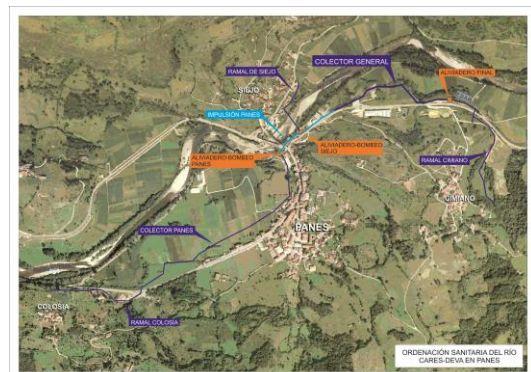 COLECTOR GENERAL
RAMAL DE SIEJO
ALIVIADERO FINAL
SIEJO
IMPULSIÓN PANES
ALIVIADERO-BOMBEO
PANES
ALIVIADERO-BOMBEO
SIEJO
RAMAL CIMIANO
CIMIANO
COLECTOR PANES
PANES
COLOSIA
RAMAL COLOSIA
ORDENACIÓN SANITARIA DEL RÍO
CARES-DEVA EN PANES